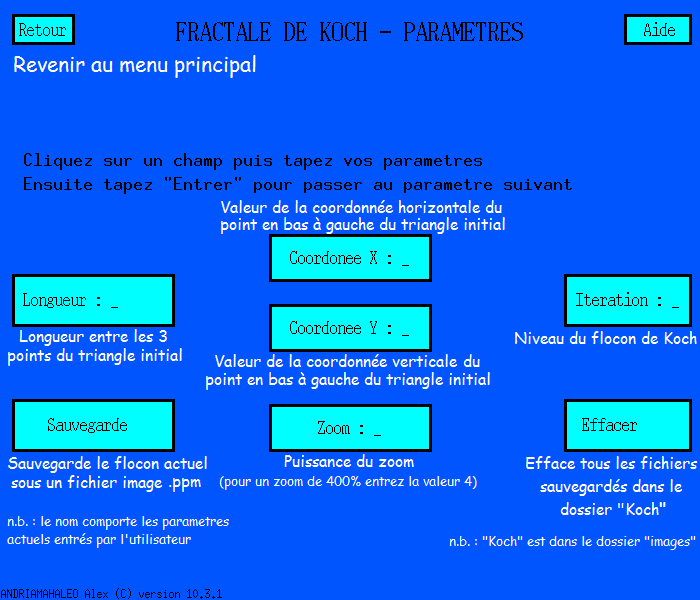 Retour
FRACTALE DE KOCH - PARAMETRES
Aide
Revenir au menu principal
Cliquez sur un champ puis tapez vos parametres
Ensuite tapez "Entrer" pour passer au parametre suivant
Valeur de la coordonnée horizontale du
point en bas à gauche du triangle initial
Coordonee X : _
Longueur : _
Iteration : _
Coordonee Y : _
Longueur entre les 3
points du triangle initial
Niveau du flocon de Koch
Valeur de la coordonnée verticale du
point en bas à gauche du triangle initial
Sauvegarde
Zoom : _
Effacer
Sauvegarde le flocon actuel
sous un fichier image .ppm
Puissance du zoom
(pour un zoom de 400% entrez la valeur 4)
Efface tous les fichiers
sauvegardés dans le
dossier "Koch"
n.b. : le nom comporte les parametres
actuels entrés par l'utilisateur
n.b. : "Koch" est dans le dossier "images"
ANDRIAMAHALEO Alex (C) version 10.3.1